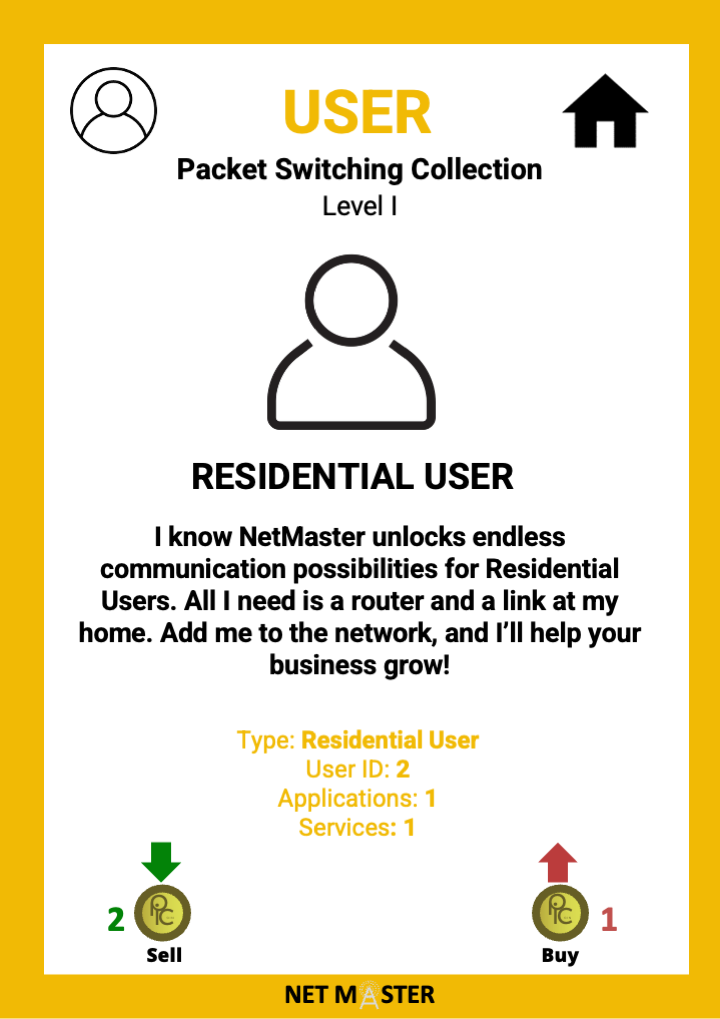 USER
Packet Switching Collection
Level I
RESIDENTIAL USER
I know NetMaster unlocks endless
communication possibilities for Residential
Users. All I need is a router and a link at my
home. Add me to the network, and I’ll help your
business grow!
Type: Residential User
User ID: 2
Applications: 1
Services: 1
2
1
Sell
Buy
NET MASTER